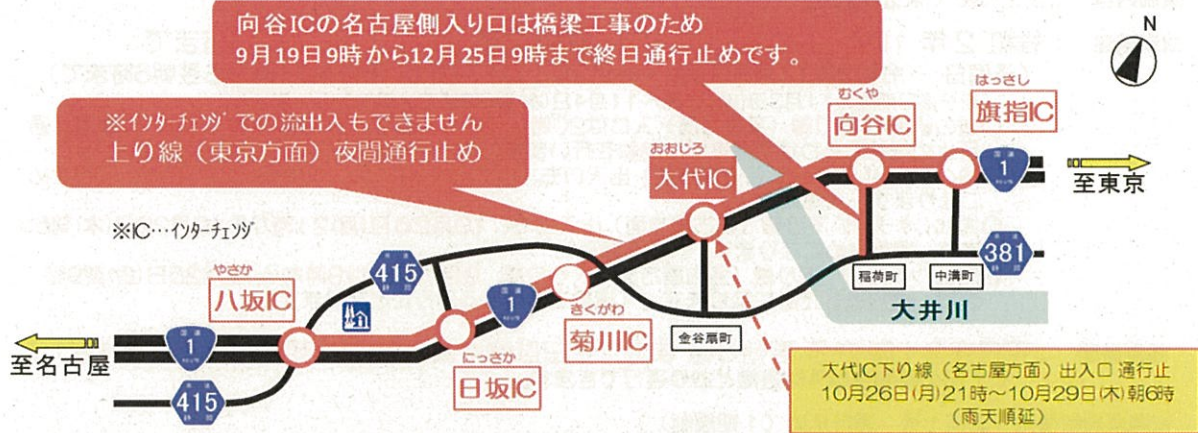 向谷ICの名古屋側入り口は橋梁工事のため
9月19日9時から12月25日9時まで終日通行止めです。
※インターチェンジでの流出入もできません
上り線（東京方面）夜間通行止め
N
はっさし
旗指IC
むくや
向谷IC
おおじろ
大代IC
国道
1
至東京
※IC…インターチェンジ
415
381
稲荷町
中溝町
大井川
やさか
八坂IC
1
きくがわ
菊川IC
金谷扇町
1
至名古屋
にっさか
日坂IC
415
大代IC下り線（名古屋方面）出入口 通行止
10月26日(月)21時～10月29日(木)朝6時
（雨天順延）